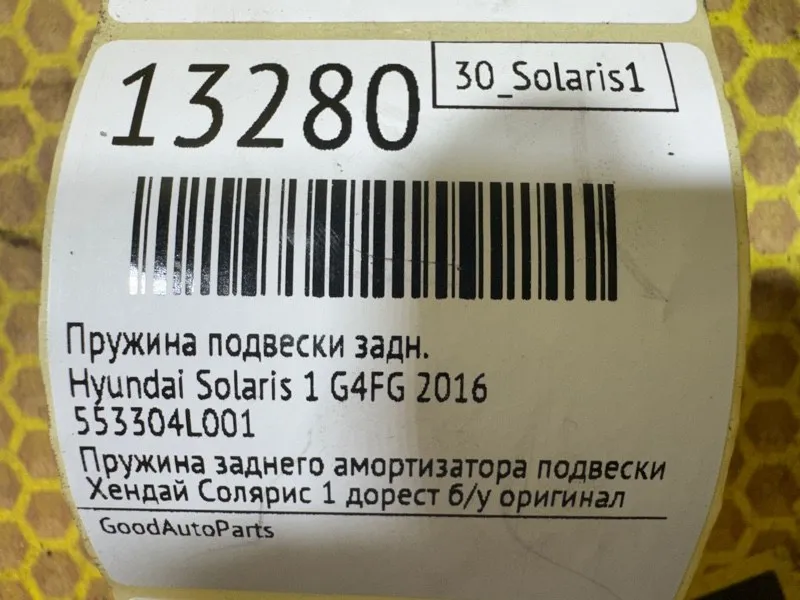 13280
30_Solaris1
Пружина подвески задн.
Hyundai Solaris 1 G4FG 2016
553304L001
Пружина заднего амортизатора подвески
Хендай Солярис 1 дорест б/у оригинал
GoodAutoParts